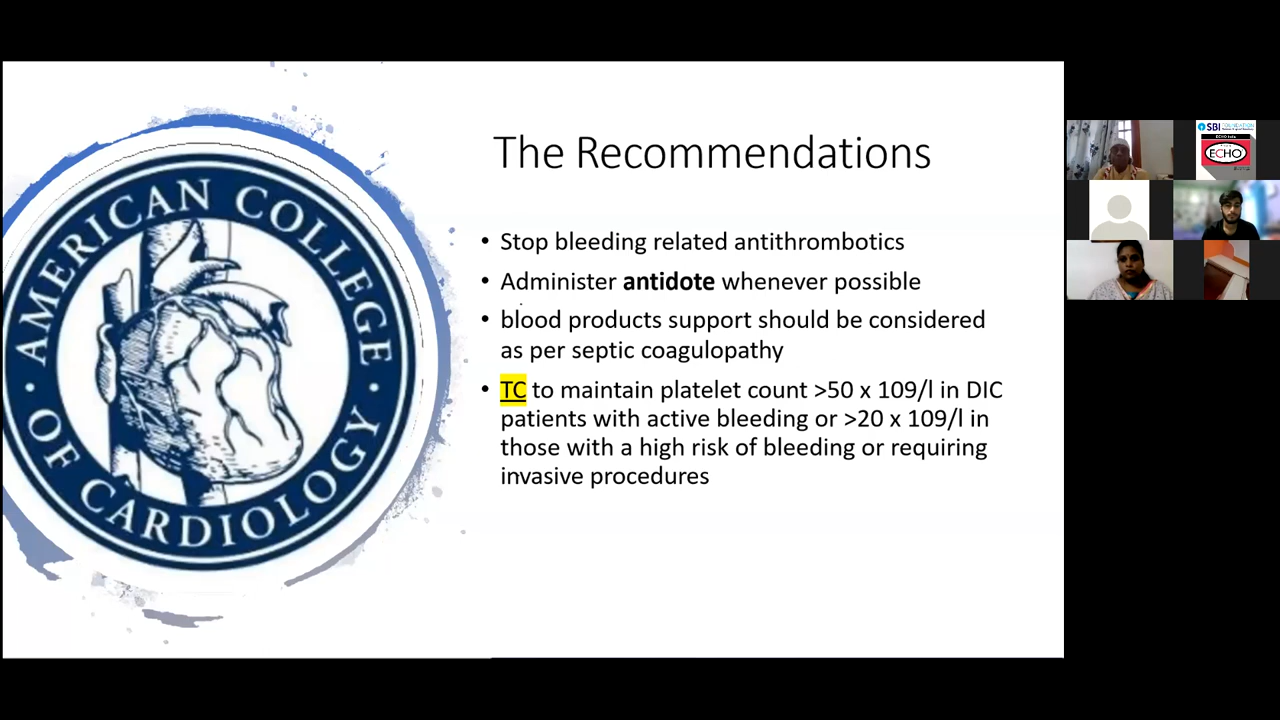 AMERICAN COLLEGE
OF CARDIOLOGY
The Recommendations
• Stop bleeding related antithrombotics
• Administer antidote whenever possible
• blood products support should be considered
as per septic coagulopathy
• TC to maintain platelet count >50 x 109/l in DIC
patients with active bleeding or >20 x 109/l in
those with a high risk of bleeding or requiring
invasive procedures
SBI
ECHO